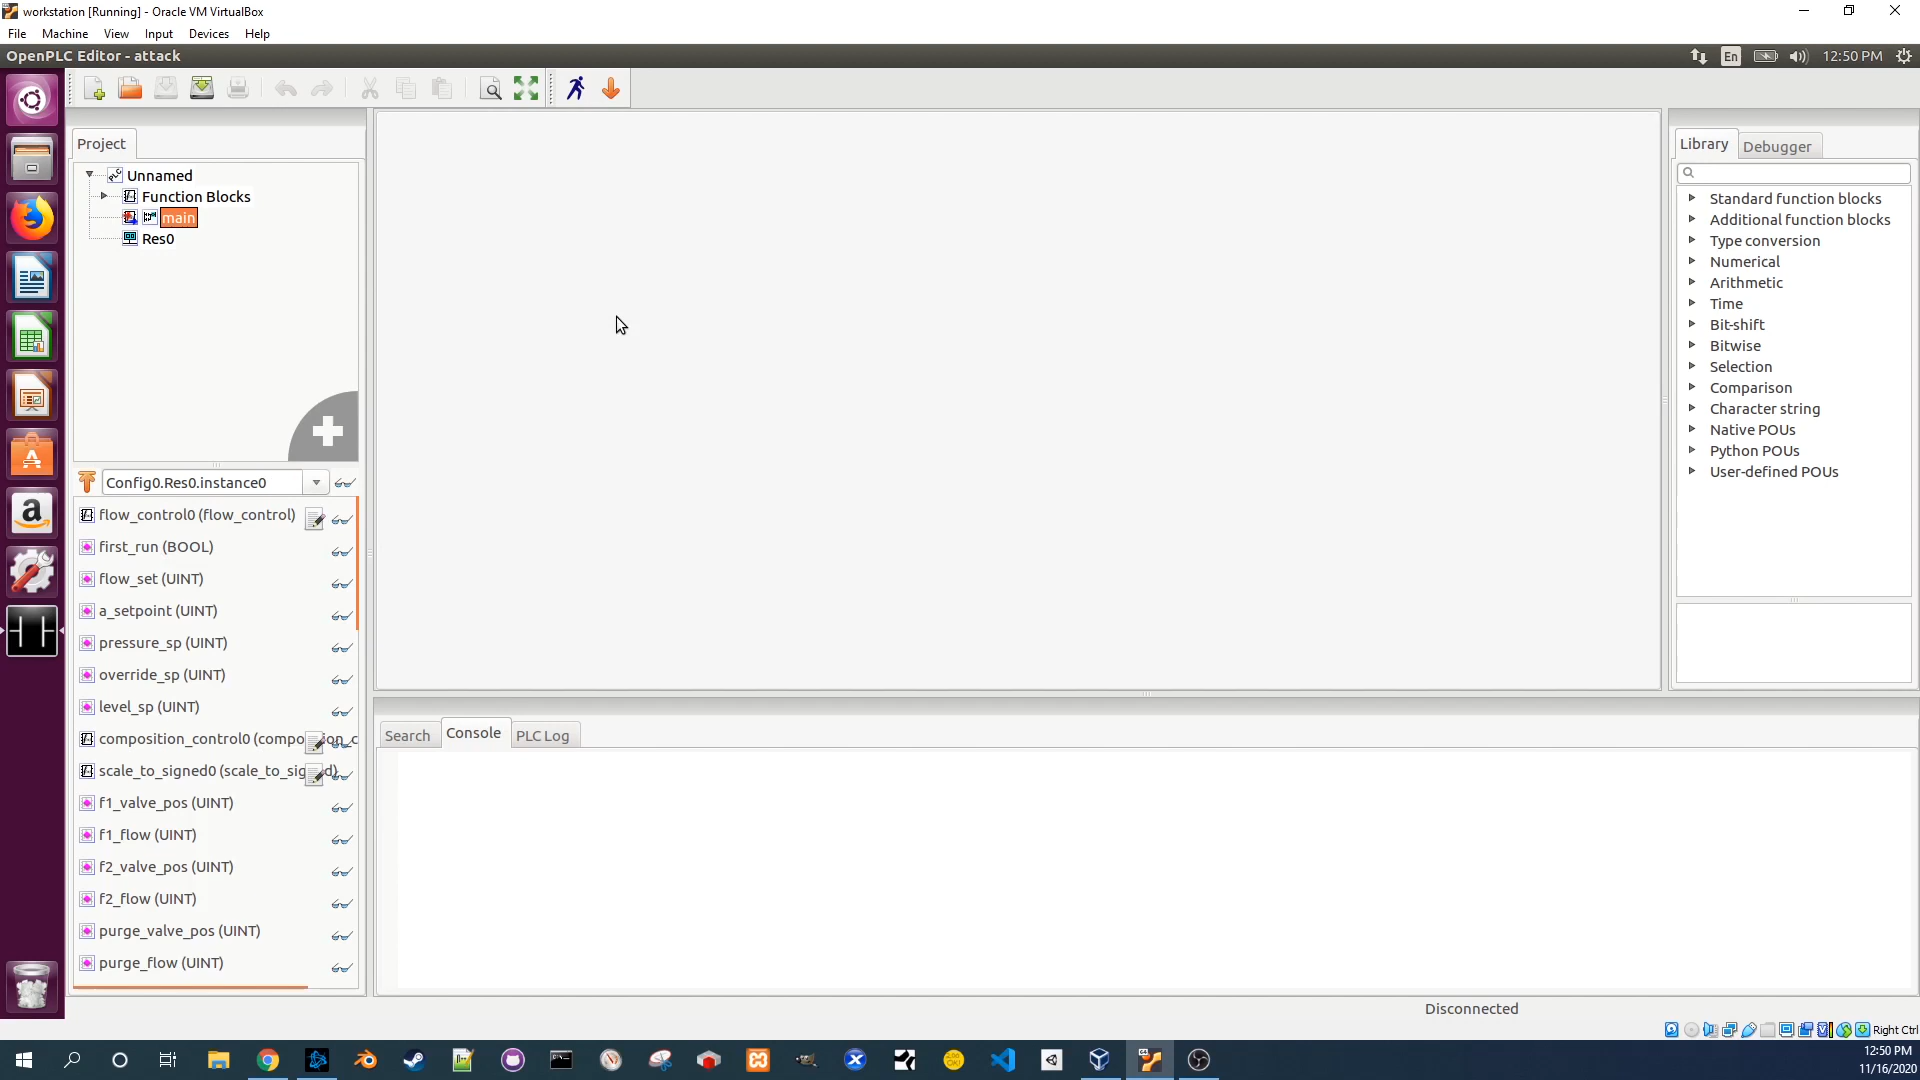 workstation [Running] - Oracle VM VirtualBox
File Machine View Input Devices Help
OpenPLC Editor - attack
En
12:50 PM
Project
Unnamed
Function Blocks
main
Res0
Config0.Res0.instance0
flow_control0 (flow_control)
first_run (BOOL)
flow_set (UINT)
a_setpoint (UINT)
pressure_sp (UINT)
override_sp (UINT)
level_sp (UINT)
composition_control0 (compo
scale_to_signed0 (scale_to_sig
f1_valve_pos (UINT)
f1_flow (UINT)
f2_valve_pos (UINT)
f2_flow (UINT)
purge_valve_pos (UINT)
purge_flow (UINT)
Search Console PLC Log
Library Debugger
Standard function blocks
Additional function blocks
Type conversion
Numerical
Arithmetic
Time
Bit-shift
Bitwise
Selection
Comparison
Character string
Native POUs
Python POUs
User-defined POUs
Disconnected
Right Ctrl
12:50 PM
11/16/2020